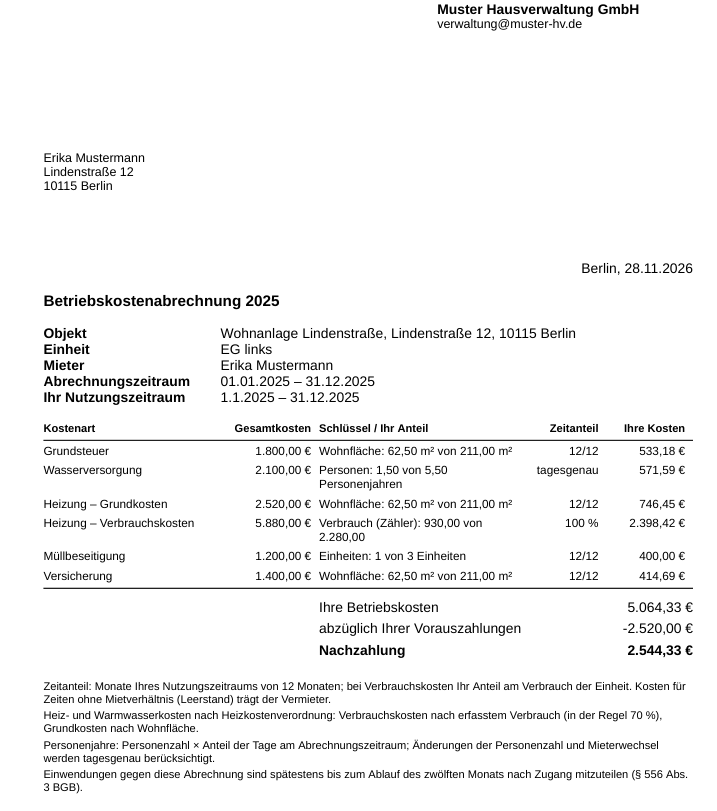 Muster Hausverwaltung GmbH
verwaltung@muster-hv.de
Erika Mustermann
Lindenstraße 12
10115 Berlin
Berlin, 28.11.2026
Betriebskostenabrechnung 2025
Objekt Wohnanlage Lindenstraße, Lindenstraße 12, 10115 Berlin
Einheit EG links
Mieter Erika Mustermann
Abrechnungszeitraum 01.01.2025 – 31.12.2025
Ihr Nutzungszeitraum 1.1.2025 – 31.12.2025
Kostenart Gesamtkosten Schlüssel / Ihr Anteil Zeitanteil Ihre Kosten
Grundsteuer 1.800,00 € Wohnfläche: 62,50 m² von 211,00 m² 12/12 533,18 €
Wasserversorgung 2.100,00 € Personen: 1,50 von 5,50 tagesgenau 571,59 €
Personenjahren
Heizung – Grundkosten 2.520,00 € Wohnfläche: 62,50 m² von 211,00 m² 12/12 746,45 €
Heizung – Verbrauchskosten 5.880,00 € Verbrauch (Zähler): 930,00 von 100 % 2.398,42 €
2.280,00
Müllbeseitigung 1.200,00 € Einheiten: 1 von 3 Einheiten 12/12 400,00 €
Versicherung 1.400,00 € Wohnfläche: 62,50 m² von 211,00 m² 12/12 414,69 €
Ihre Betriebskosten 5.064,33 €
abzüglich Ihrer Vorauszahlungen -2.520,00 €
Nachzahlung 2.544,33 €
Zeitanteil: Monate Ihres Nutzungszeitraums von 12 Monaten; bei Verbrauchskosten Ihr Anteil am Verbrauch der Einheit. Kosten für
Zeiten ohne Mietverhältnis (Leerstand) trägt der Vermieter.
Heiz- und Warmwasserkosten nach Heizkostenverordnung: Verbrauchskosten nach erfasstem Verbrauch (in der Regel 70 %),
Grundkosten nach Wohnfläche.
Personenjahre: Personenzahl × Anteil der Tage am Abrechnungszeitraum; Änderungen der Personenzahl und Mieterwechsel
werden tagesgenau berücksichtigt.
Einwendungen gegen diese Abrechnung sind spätestens bis zum Ablauf des zwölften Monats nach Zugang mitzuteilen (§ 556 Abs.
3 BGB).